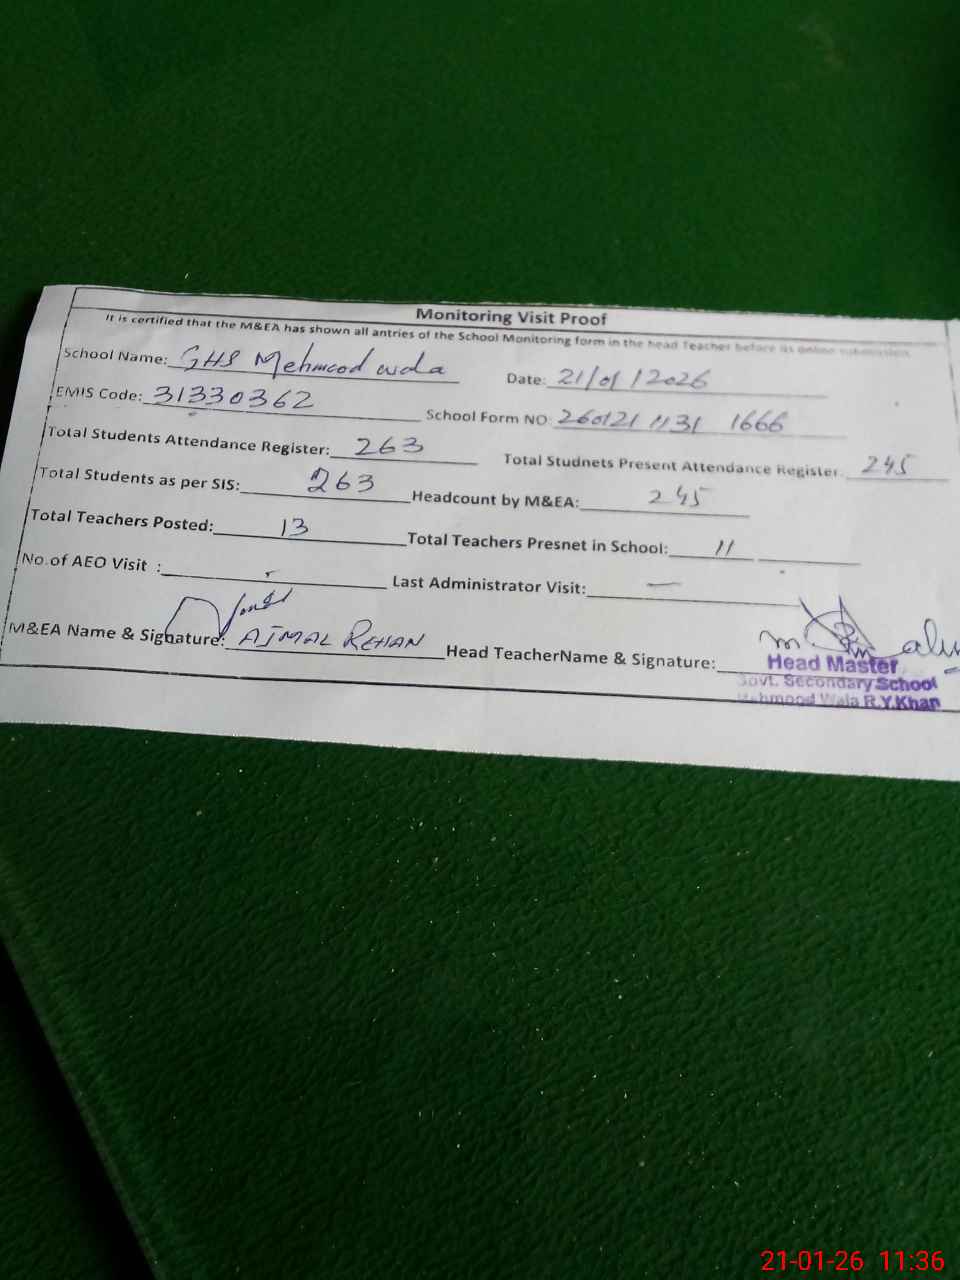 Monitoring Visit Proof
It is certified that the M&EA has shown all antries of the School Monitoring form in the head Teacher before its online submission
School Name: GHS Mehmood wala Date: 21/01/2026
EMIS Code: 31330362 School Form NO: 260121 1131 1666
Total Students Attendance Register: 263 Total Studnets Present Attendance Register: 245
Total Students as per SIS: 263 Headcount by M&EA: 245
Total Teachers Posted: 13 Total Teachers Presnet in School: 11
No.of AEO Visit : Last Administrator Visit: —
M&EA Name & Signature: AJMAL REHAN Head TeacherName & Signature:
Head Master
Govt. Secondary School
Mehmood Wala R.Y.Khan
21-01-26 11:36